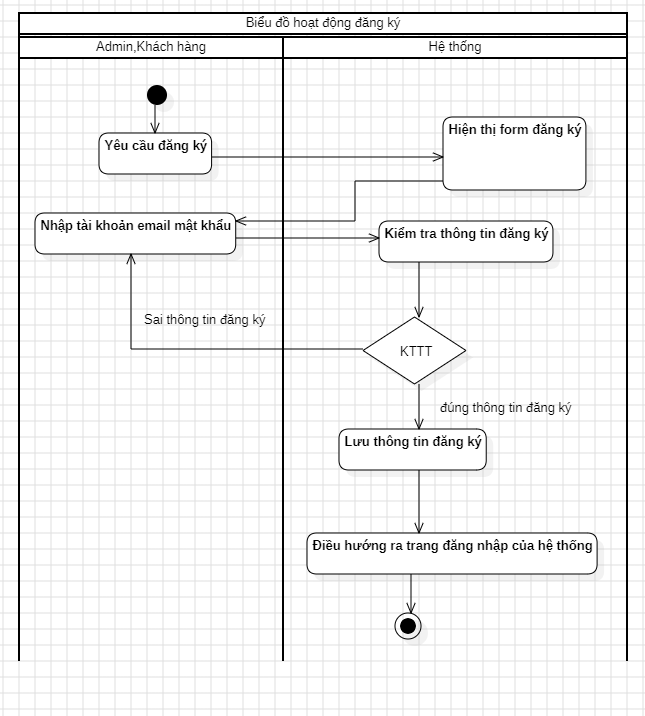 Biểu đồ hoạt động đăng ký
Admin,Khách hàng
Hệ thống
Yêu cầu đăng ký
Hiện thị form đăng ký
Nhập tài khoản email mật khẩu
Kiểm tra thông tin đăng ký
Sai thông tin đăng ký
KTTT
đúng thông tin đăng ký
Lưu thông tin đăng ký
Điều hướng ra trang đăng nhập của hệ thống